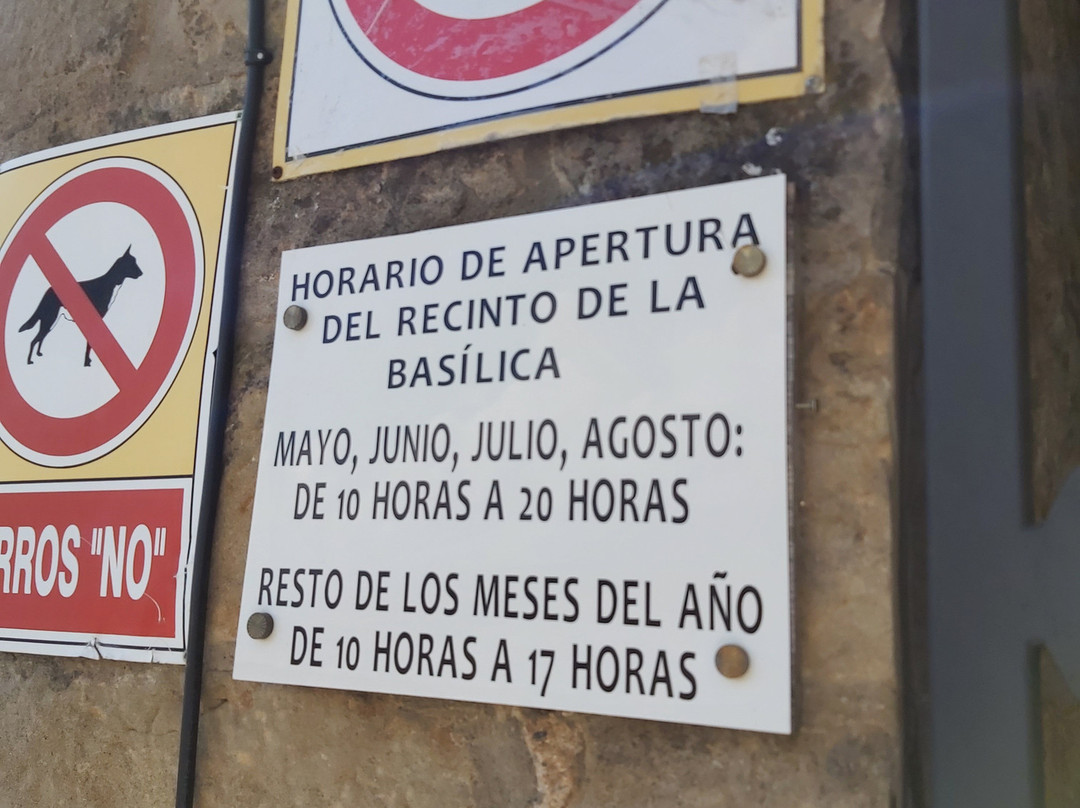 HORARIO DE APERTURA
DEL RECINTO DE LA
BASÍLICA
MAYO, JUNIO, JULIO, AGOSTO:
DE 10 HORAS A 20 HORAS
RESTO DE LOS MESES DEL AÑO
DE 10 HORAS A 17 HORAS
RROS "NO"